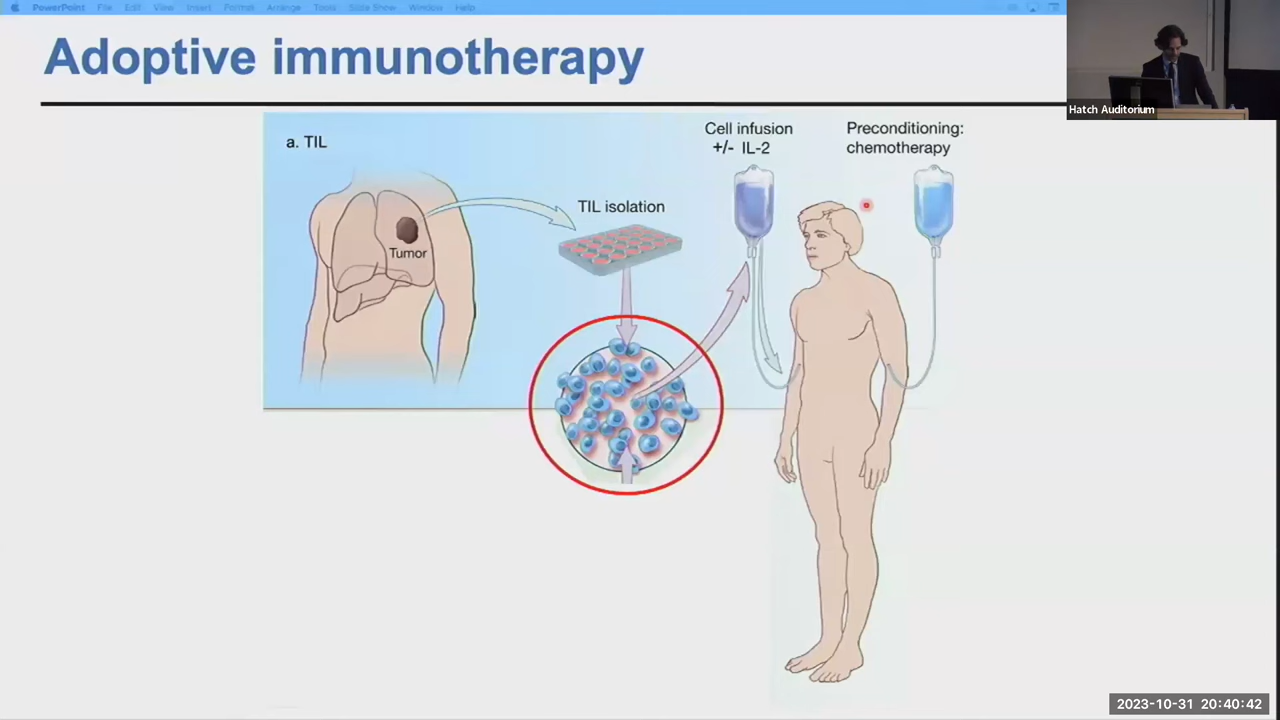 PowerPoint File Edit View Insert Format Arrange Tools Slide Show Window Help
Adoptive immunotherapy
Hatch Auditorium
a. TIL
Cell infusion
+/- IL-2
Preconditioning:
chemotherapy
TIL isolation
Tumor
2023-10-31 20:40:42